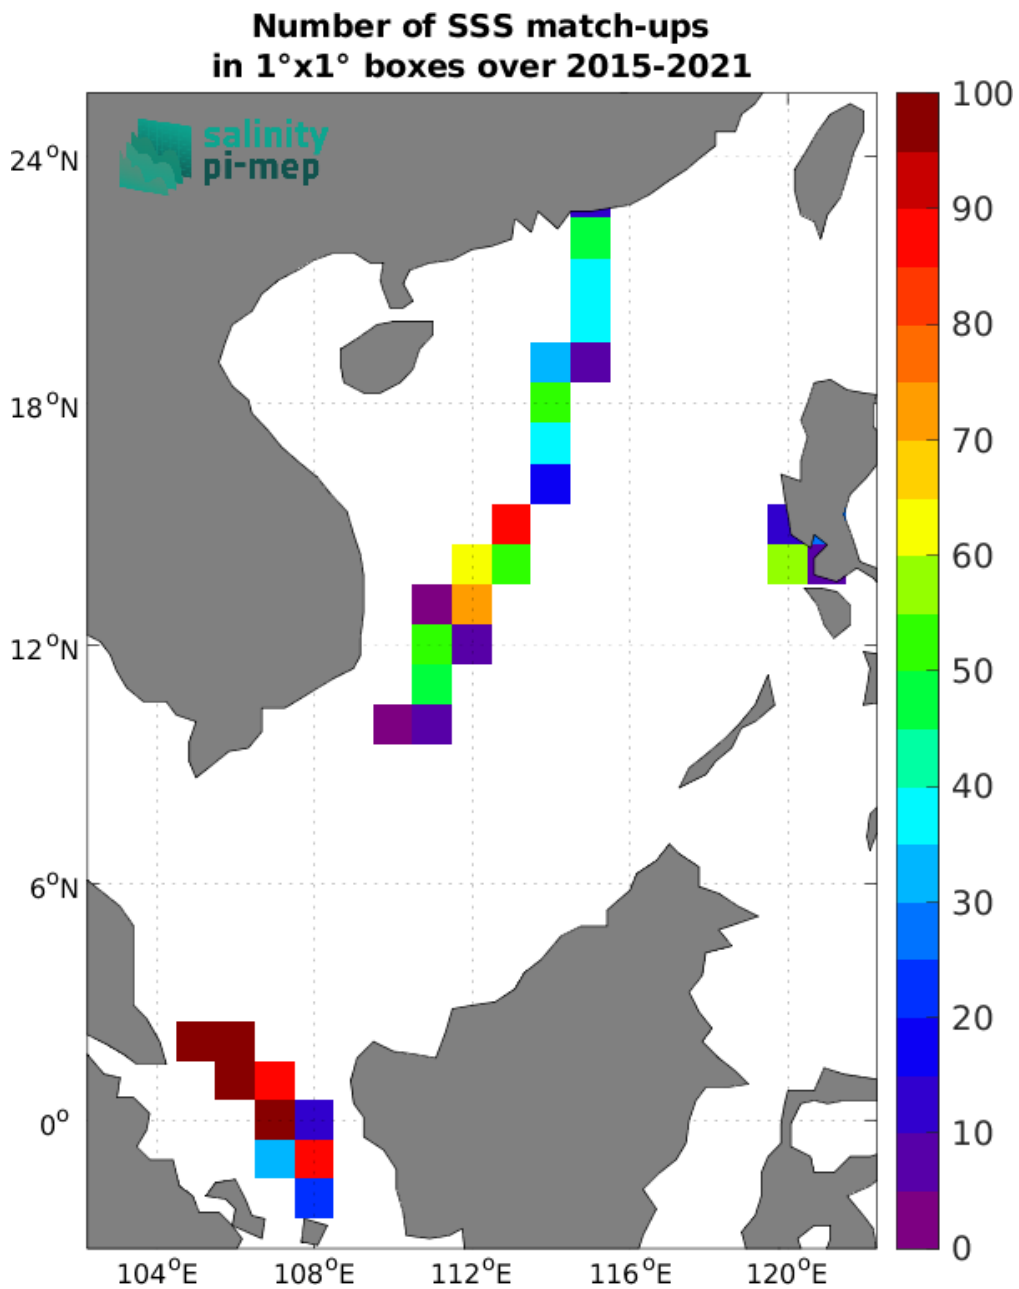 Number of SSS match-ups
in 1°x1° boxes over 2015-2021
salinity
pi-mep
24°N
18°N
12°N
6°N
0°
104°E
108°E
112°E
116°E
120°E
100
90
80
70
60
50
40
30
20
10
0